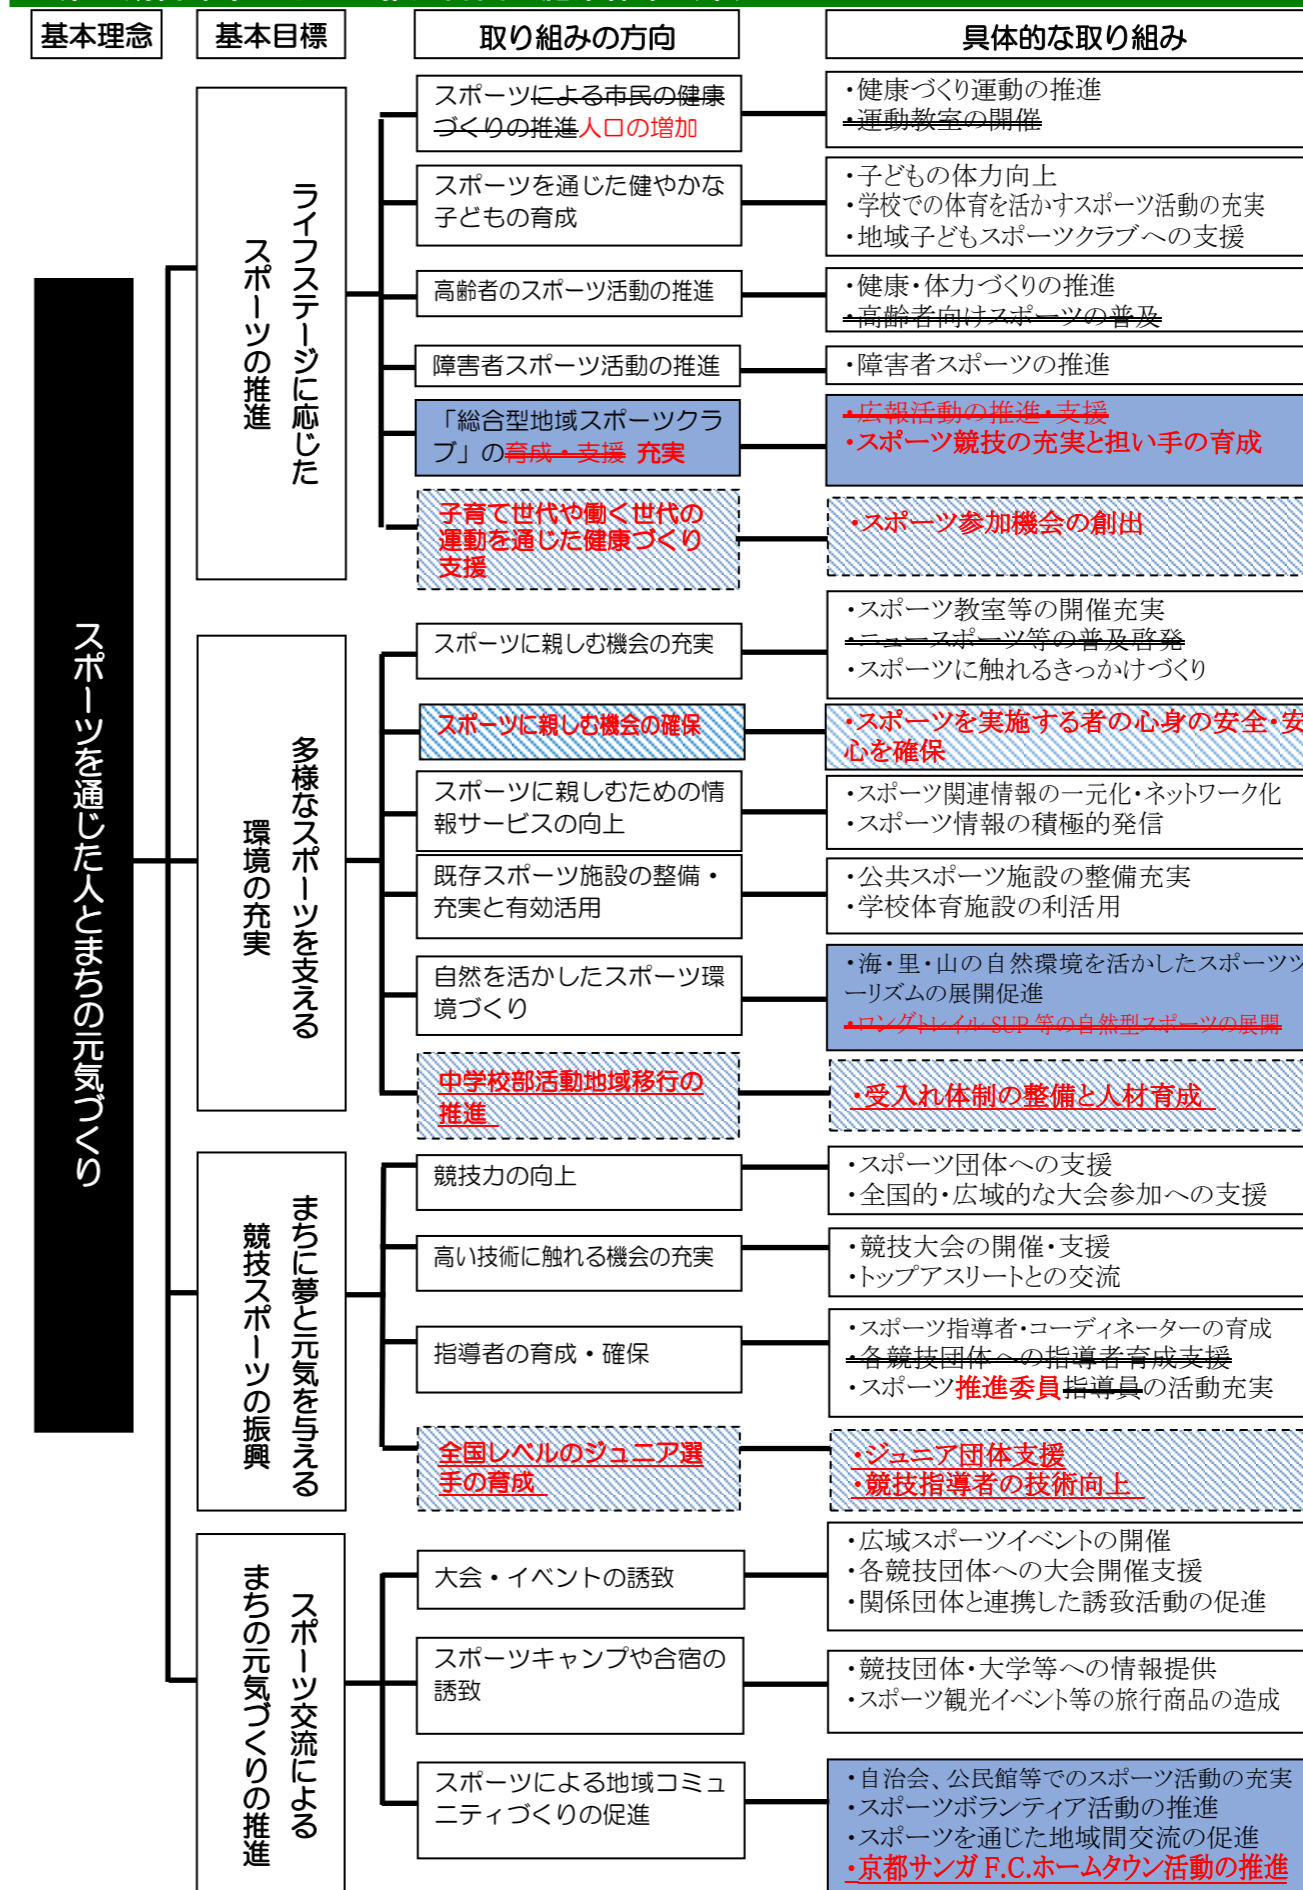 基本理念
基本目標
取り組みの方向
具体的な取り組み
スポーツを通じた人とまちの元気づくり
ライフステージに応じた
スポーツの推進
スポーツによる市民の健康
づくりの推進人口の増加
・健康づくり運動の推進
・運動教室の開催
スポーツを通じた健やかな
子どもの育成
・子どもの体力向上
・学校での体育を活かすスポーツ活動の充実
・地域子どもスポーツクラブへの支援
高齢者のスポーツ活動の推進
・健康・体力づくりの推進
・高齢者向けスポーツの普及
障害者スポーツ活動の推進
・障害者スポーツの推進
「総合型地域スポーツクラ
ブ」の育成・支援 充実
・広報活動の推進・支援
・スポーツ競技の充実と担い手の育成
子育て世代や働く世代の
運動を通じた健康づくり
支援
・スポーツ参加機会の創出
多様なスポーツを支える
環境の充実
スポーツに親しむ機会の充実
・スポーツ教室等の開催充実
・ニュースポーツ等の普及啓発
・スポーツに触れるきっかけづくり
スポーツに親しむ機会の確保
・スポーツを実施する者の心身の安全・安
心を確保
スポーツに親しむための情
報サービスの向上
・スポーツ関連情報の一元化・ネットワーク化
・スポーツ情報の積極的発信
既存スポーツ施設の整備・
充実と有効活用
・公共スポーツ施設の整備充実
・学校体育施設の利活用
自然を活かしたスポーツ環
境づくり
・海・里・山の自然環境を活かしたスポーツツ
ーリズムの展開促進
・ロングトレイル SUP 等の自然型スポーツの展開
中学校部活動地域移行の
推進
・受入れ体制の整備と人材育成
まちに夢と元気を与える
競技スポーツの振興
競技力の向上
・スポーツ団体への支援
・全国的・広域的な大会参加への支援
高い技術に触れる機会の充実
・競技大会の開催・支援
・トップアスリートとの交流
指導者の育成・確保
・スポーツ指導者・コーディネーターの育成
・各競技団体への指導者育成支援
・スポーツ推進委員指導員の活動充実
全国レベルのジュニア選
手の育成
・ジュニア団体支援
・競技指導者の技術向上
スポーツ交流による
まちの元気づくりの推進
大会・イベントの誘致
・広域スポーツイベントの開催
・各競技団体への大会開催支援
・関係団体と連携した誘致活動の促進
スポーツキャンプや合宿の
誘致
・競技団体・大学等への情報提供
・スポーツ観光イベント等の旅行商品の造成
スポーツによる地域コミュ
ニティづくりの促進
・自治会、公民館等でのスポーツ活動の充実
・スポーツボランティア活動の推進
・スポーツを通じた地域間交流の促進
・京都サンガ F.C.ホームタウン活動の推進